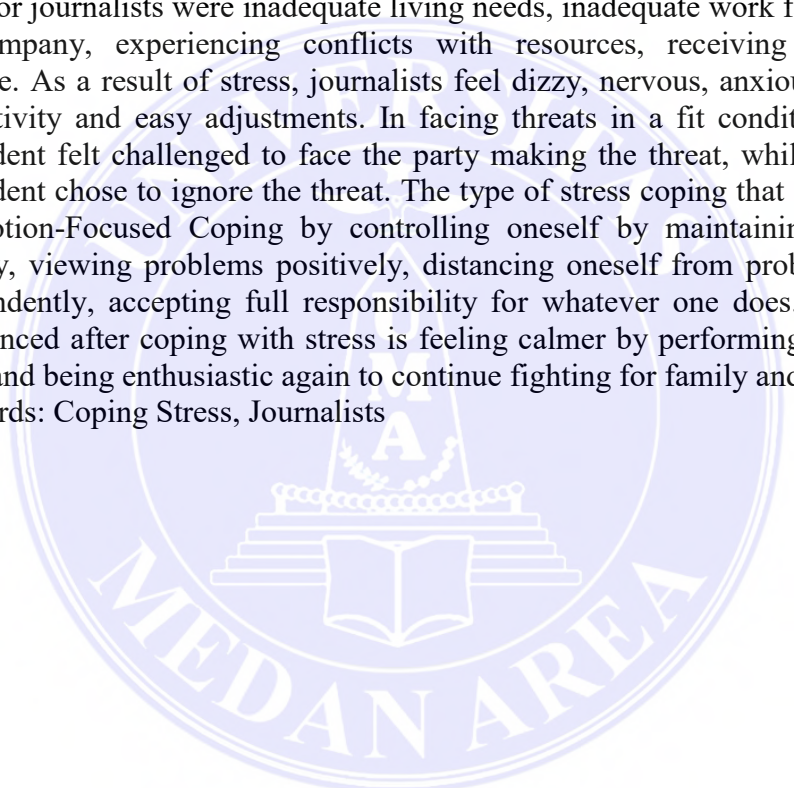 or journalists were inadequate living needs, inadequate work f
mpany, experiencing conflicts with resources, receiving
e. As a result of stress, journalists feel dizzy, nervous, anxiou
tivity and easy adjustments. In facing threats in a fit condit
dent felt challenged to face the party making the threat, whil
dent chose to ignore the threat. The type of stress coping that
otion-Focused Coping by controlling oneself by maintainin
y, viewing problems positively, distancing oneself from prob
ndently, accepting full responsibility for whatever one does.
nced after coping with stress is feeling calmer by performing
and being enthusiastic again to continue fighting for family and
rds: Coping Stress, Journalists
UNIVERSITAS
UMA
MEDAN AREA